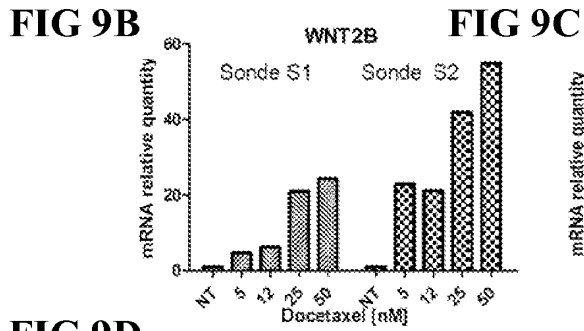 FIG 9B
WNT2B
FIG 9C
Sonde S1
Sonde S2
mRNA relative quantity
60
40
20
0
NT
5
12
25
50
NT
5
12
25
50
Docetaxel [nM]
mRNA relative quantity
FIG 9D